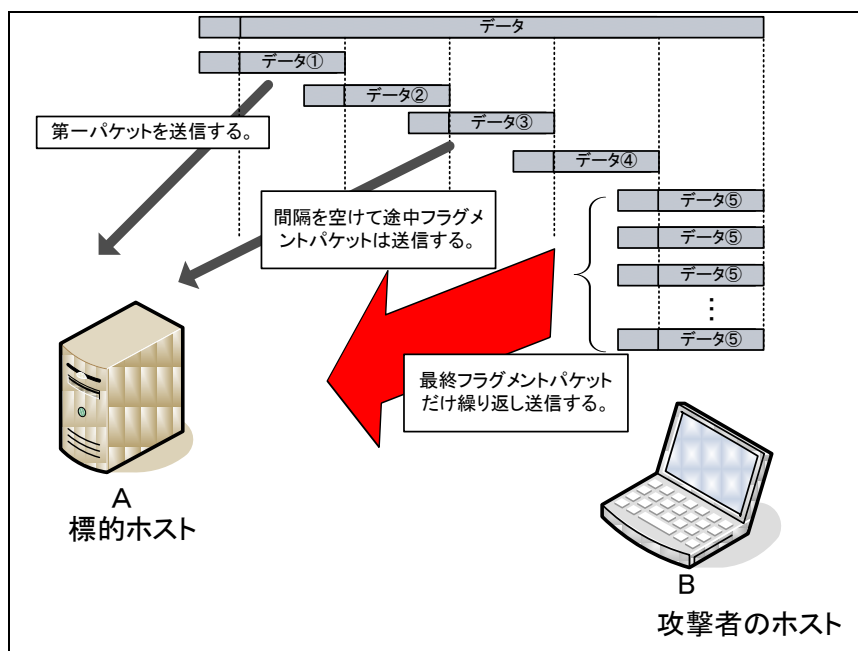 データ
データ①
データ②
第一パケットを送信する。
データ③
データ④
間隔を空けて途中フラグメ
ントパケットは送信する。
データ⑤
データ⑤
データ⑤
⋮
データ⑤
最終フラグメントパケット
だけ繰り返し送信する。
A
標的ホスト
B
攻撃者のホスト